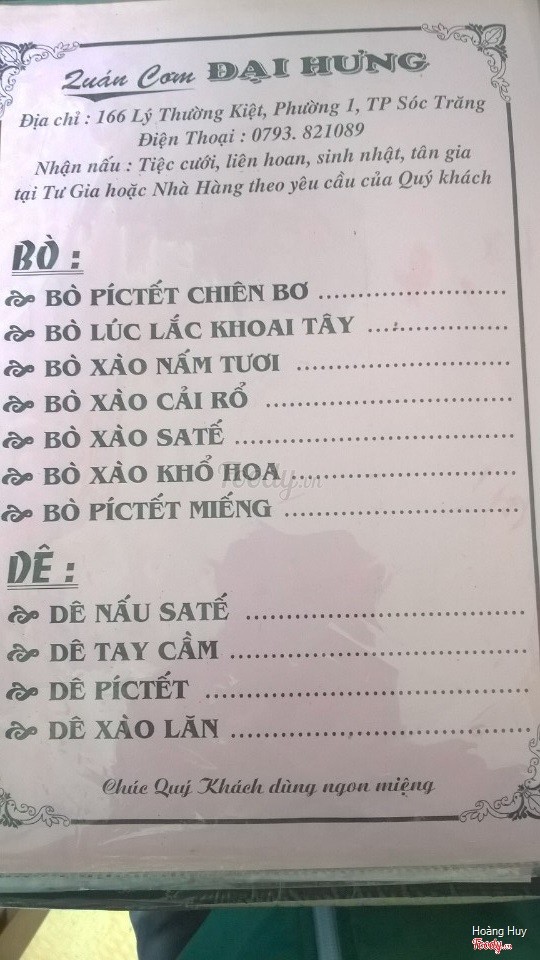 Quán Cơm ĐẠI HƯNG
Địa chỉ : 166 Lý Thường Kiệt, Phường 1, TP Sóc Trăng
Điện Thoại : 0793. 821089
Nhận nấu : Tiệc cưới, liên hoan, sinh nhật, tân gia
tại Tư Gia hoặc Nhà Hàng theo yêu cầu của Quý khách
BÒ :
BÒ PÍCTẾT CHIÊN BƠ ........................
BÒ LÚC LẮC KHOAI TÂY ..................
BÒ XÀO NẤM TƯƠI ...........................
BÒ XÀO CẢI RỔ ...............................
BÒ XÀO SATẾ ....................................
BÒ XÀO KHỔ HOA ............................
Foody.vn
BÒ PÍCTẾT MIẾNG .............................
DÊ :
DÊ NẤU SATẾ ...................................
DÊ TAY CẦM .....................................
DÊ PÍCTẾT ........................................
DÊ XÀO LĂN .....................................
Chúc Quý Khách dùng ngon miệng
Hoàng Huy
Foody.vn